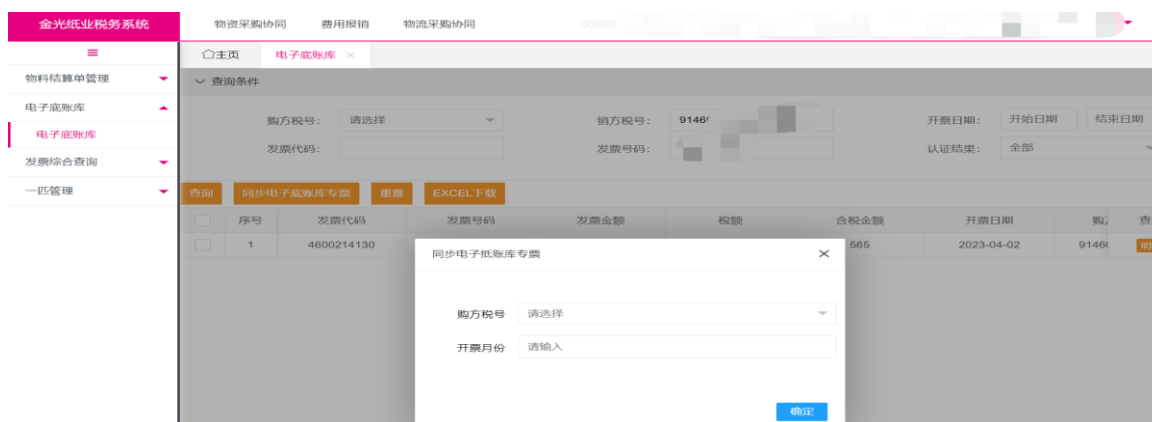 金光纸业税务系统 物资采购协同 费用报销 物流采购协同
主页 电子底账库 ×
物料结算单管理
查询条件
电子底账库
电子底账库
发票综合查询
一匹管理
购方税号: 请选择 销方税号: 9146 开票日期: 开始日期 结束日期
发票代码: 发票号码: 认证结果: 全部
查询 同步电子底账库专票 重置 EXCEL下载
序号 发票代码 发票号码 发票金额 税额 含税金额 开票日期 购 查
1 4600214130 565 2023-04-02 9146
同步电子抵账库专票 ×
购方税号 请选择
开票月份 请输入
确定